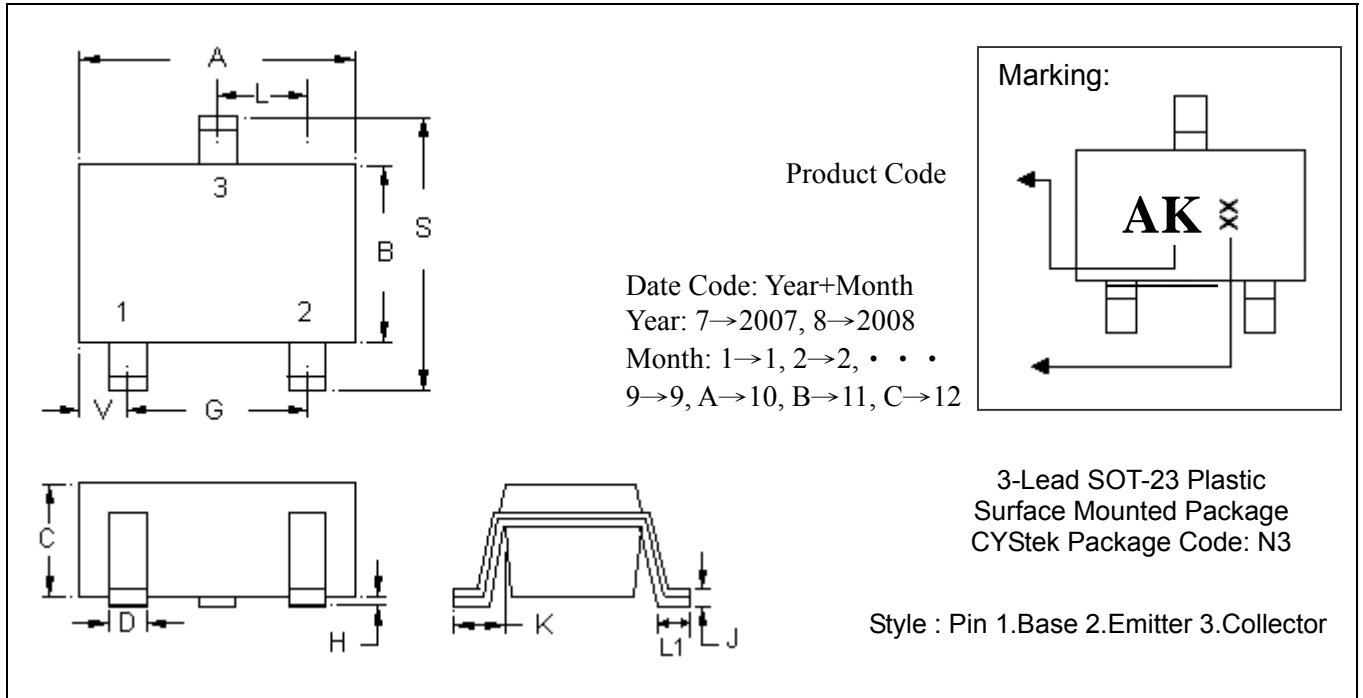 A
L
3
S
B
1
2
V
G
Marking:
Product Code
AK XX
Date Code: Year+Month
Year: 7→2007, 8→2008
Month: 1→1, 2→2, ・ ・ ・
9→9, A→10, B→11, C→12
C
D
H
K
L1
J
3-Lead SOT-23 Plastic
Surface Mounted Package
CYStek Package Code: N3
Style : Pin 1.Base 2.Emitter 3.Collector